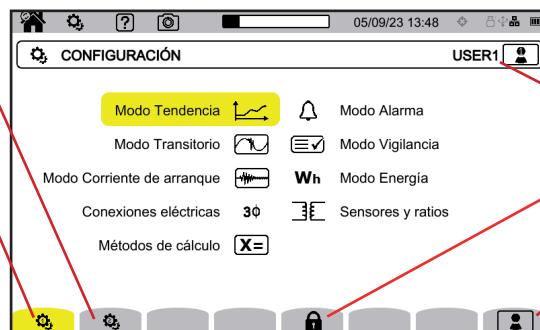 05/09/23 13:48
CONFIGURACIÓN USER1
Modo Tendencia Modo Alarma
Modo Transitorio Modo Vigilancia
Modo Corriente de arranque Wh Modo Energía
Conexiones eléctricas 3ϕ Sensores y ratios
Métodos de cálculo X=